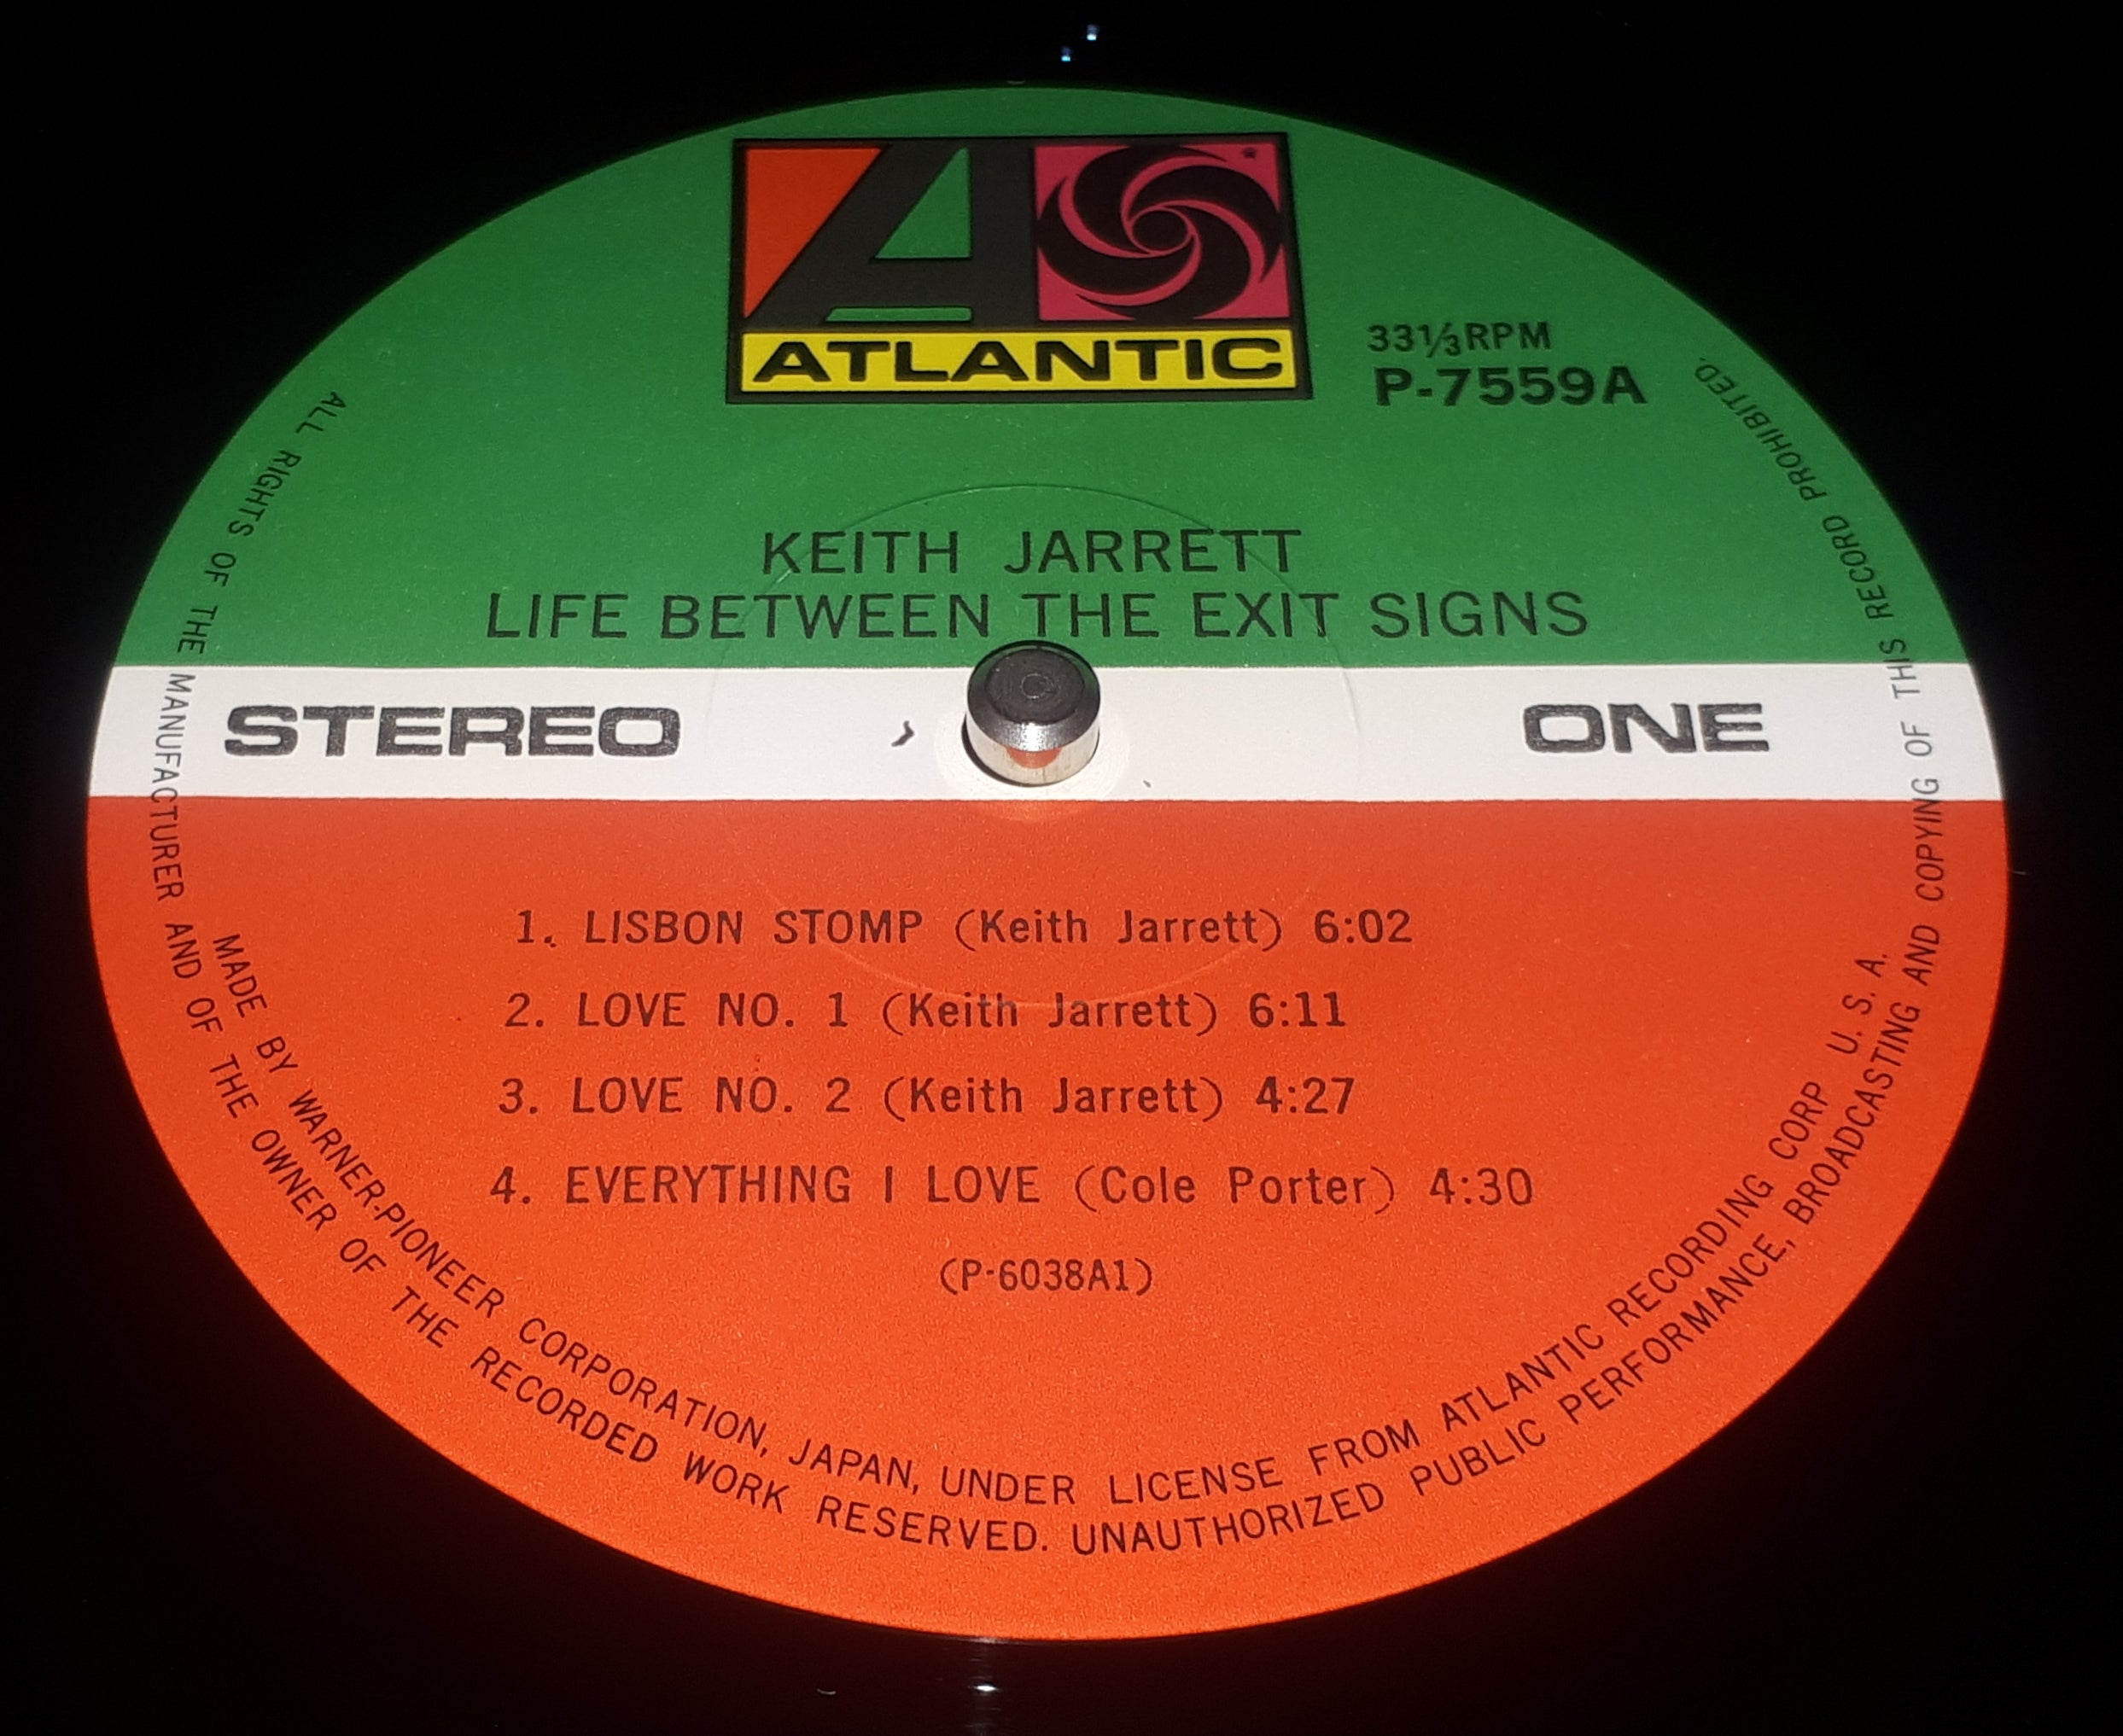 ATLANTIC
33⅓RPM
P-7559A
KEITH JARRETT
LIFE BETWEEN THE EXIT SIGNS
STEREO
ONE
1. LISBON STOMP (Keith Jarrett) 6:02
2. LOVE NO. 1 (Keith Jarrett) 6:11
3. LOVE NO. 2 (Keith Jarrett) 4:27
4. EVERYTHING I LOVE (Cole Porter) 4:30
(P-6038A1)
MADE BY WARNER-PIONEER CORPORATION, JAPAN, UNDER LICENSE FROM ATLANTIC RECORDING CORP U. S. A.
ALL RIGHTS OF THE MANUFACTURER AND OF THE OWNER OF THE RECORDED WORK RESERVED. UNAUTHORIZED PUBLIC PERFORMANCE, BROADCASTING AND COPYING OF THIS RECORD PROHIBITED.